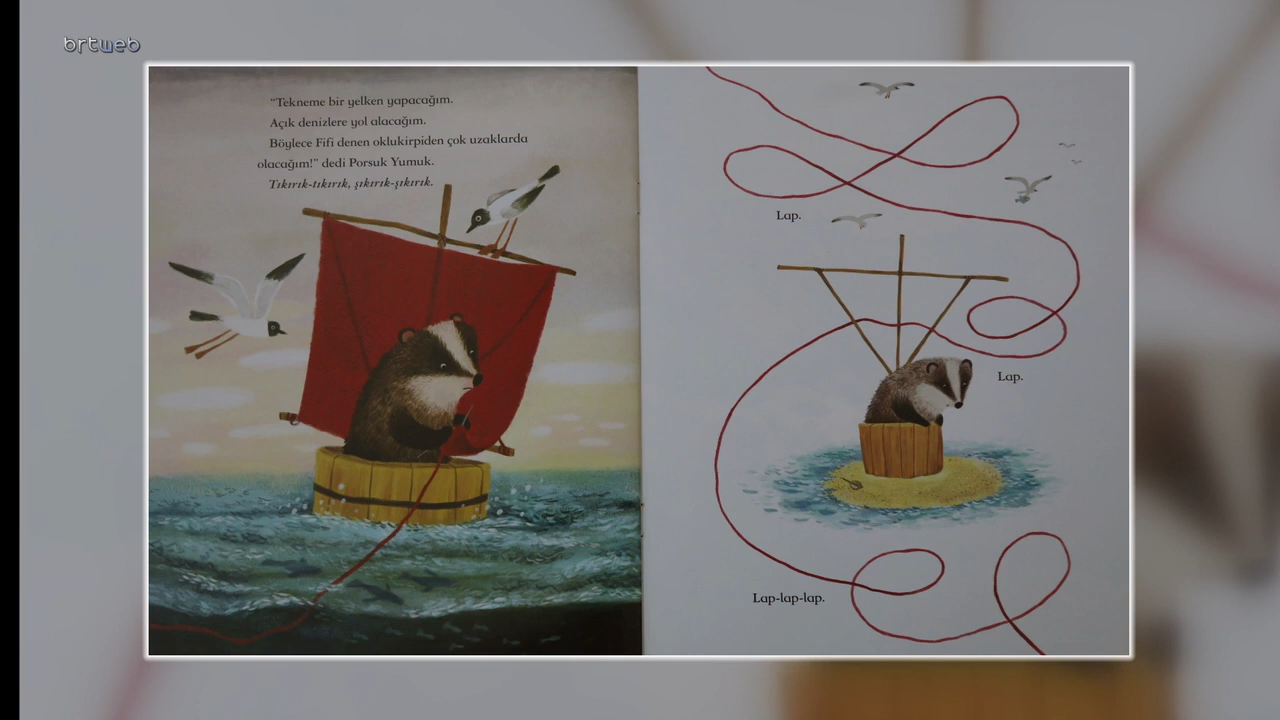 brtweb
“Tekneme bir yelken yapacağım.
Açık denizlere yol alacağım.
Böylece Fifi denen oklukirpiden çok uzaklarda
olacağım!” dedi Porsuk Yumuk.
Tıkırık-tıkırık, şıkırık-şıkırık.
Lap.
Lap.
Lap-lap-lap.